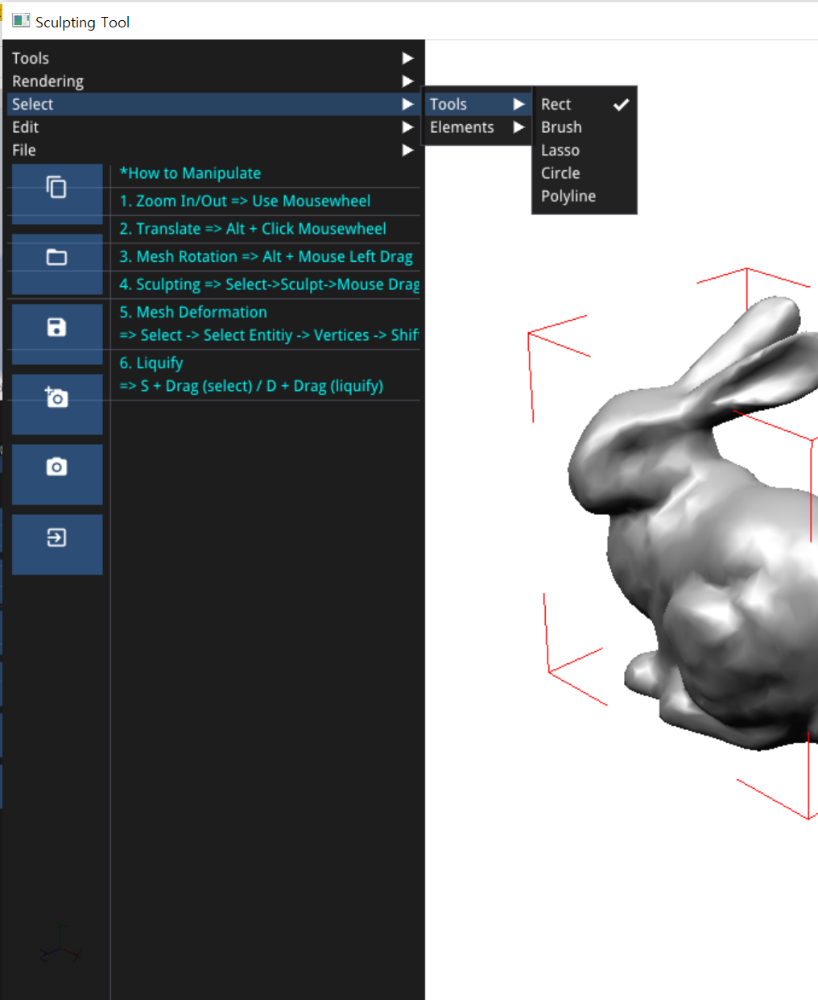 Sculpting Tool
Tools
Rendering
Select
Edit
File
Tools
Elements
Rect
Brush
Lasso
Circle
Polyline
*How to Manipulate
1. Zoom In/Out => Use Mousewheel
2. Translate => Alt + Click Mousewheel
3. Mesh Rotation => Alt + Mouse Left Drag
4. Sculpting => Select->Sculpt->Mouse Drag
5. Mesh Deformation
=> Select -> Select Entitiy -> Vertices -> Shif
6. Liquify
=> S + Drag (select) / D + Drag (liquify)